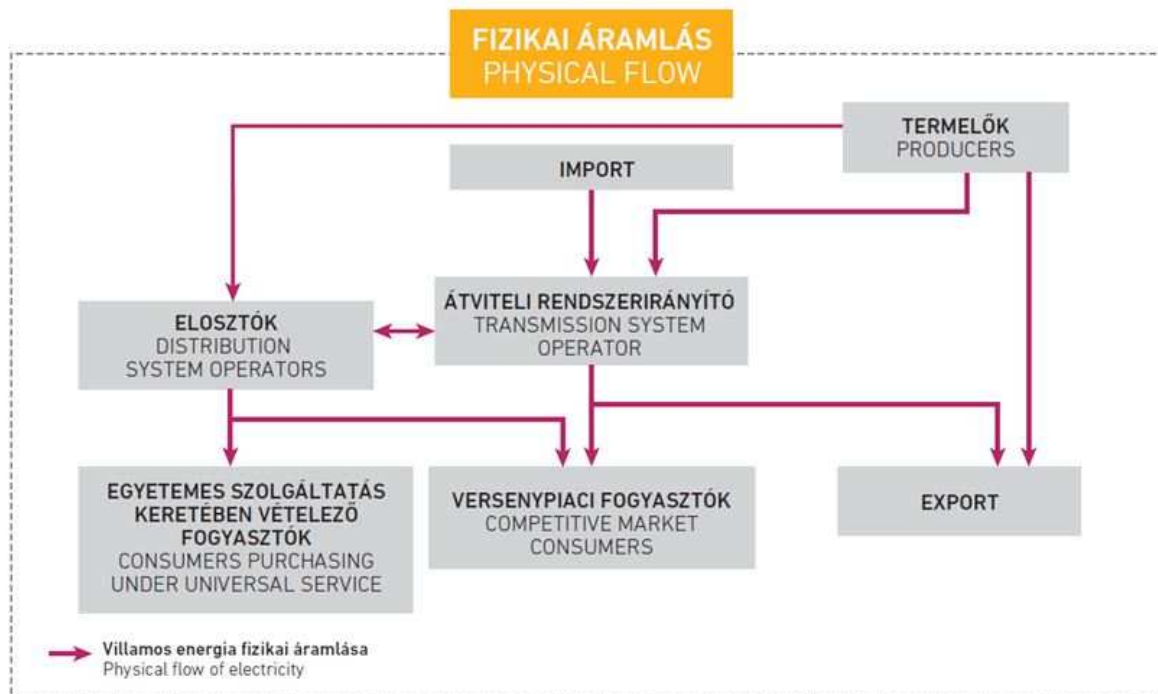 FIZIKAI ÁRAMLÁS
PHYSICAL FLOW
TERMELŐK
PRODUCERS
IMPORT
ELOSZTÓK
DISTRIBUTION
SYSTEM OPERATORS
ÁTVITELI RENDSZERIRÁNYÍTÓ
TRANSMISSION SYSTEM
OPERATOR
EGYETEMES SZOLGÁLTATÁS
KERETÉBEN VÉTELEZŐ
FOGYASZTÓK
CONSUMERS PURCHASING
UNDER UNIVERSAL SERVICE
VERSENYPIACI FOGYASZTÓK
COMPETITIVE MARKET
CONSUMERS
EXPORT
Villamos energia fizikai áramlása
Physical flow of electricity